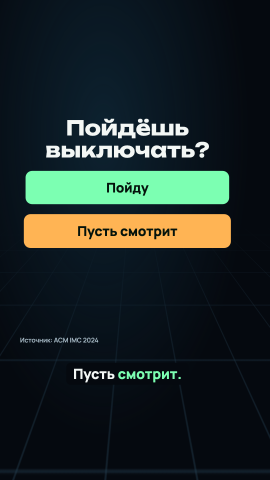 Пойдёшь
выключать?
Пойду
Пусть смотрит
Источник: ACM IMC 2024
Пусть смотрит.